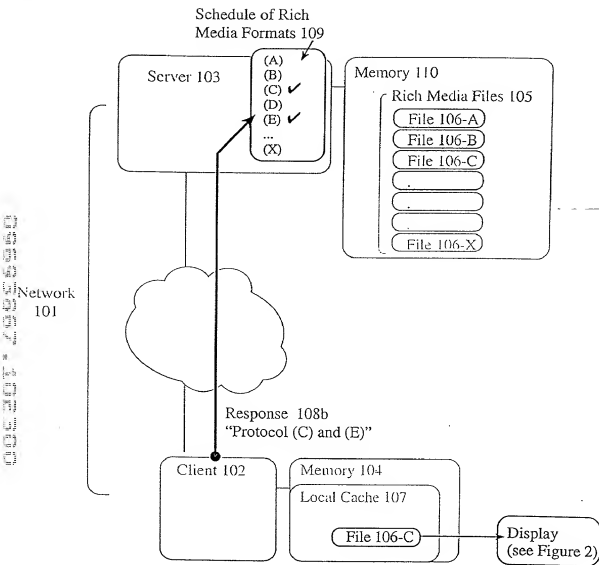 Schedule of Rich
Media Formats 109
Server 103
(A)
(B)
(C) ✓
(D)
(E) ✓
...
(X)
Memory 110
Rich Media Files 105
File 106-A
File 106-B
File 106-C
.
.
File 106-X
Network
101
Response 108b
"Protocol (C) and (E)"
Client 102
Memory 104
Local Cache 107
File 106-C
Display
(see Figure 2)